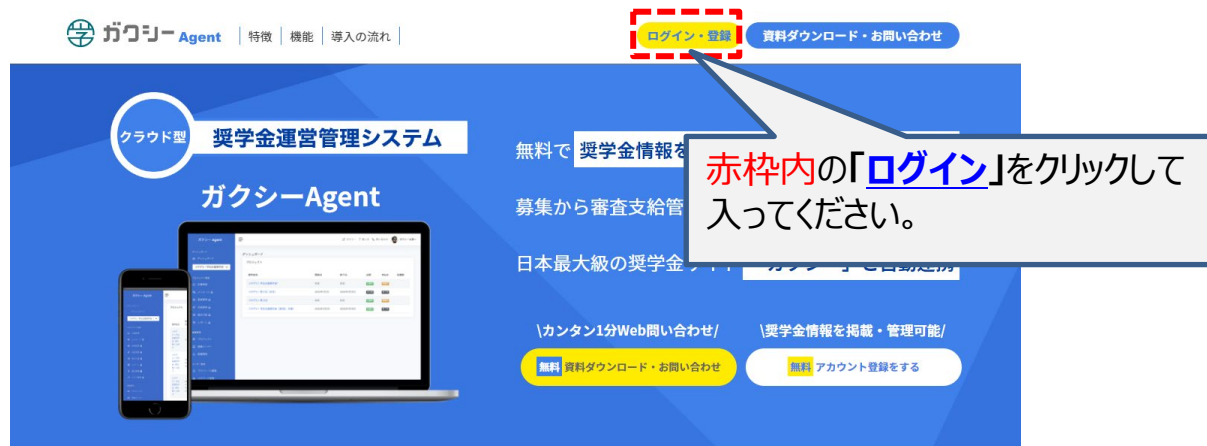 ガクシー Agent
特徴 機能 導入の流れ
ログイン・登録
資料ダウンロード・お問い合わせ
クラウド型
奨学金運営管理システム
ガクシーAgent
無料で 奨学金情報を
募集から審査支給管
日本最大級の奨学金
赤枠内の「ログイン」をクリックして
入ってください。
\カンタン1分Web問い合わせ/
無料 資料ダウンロード・お問い合わせ
\奨学金情報を掲載・管理可能/
無料 アカウント登録をする